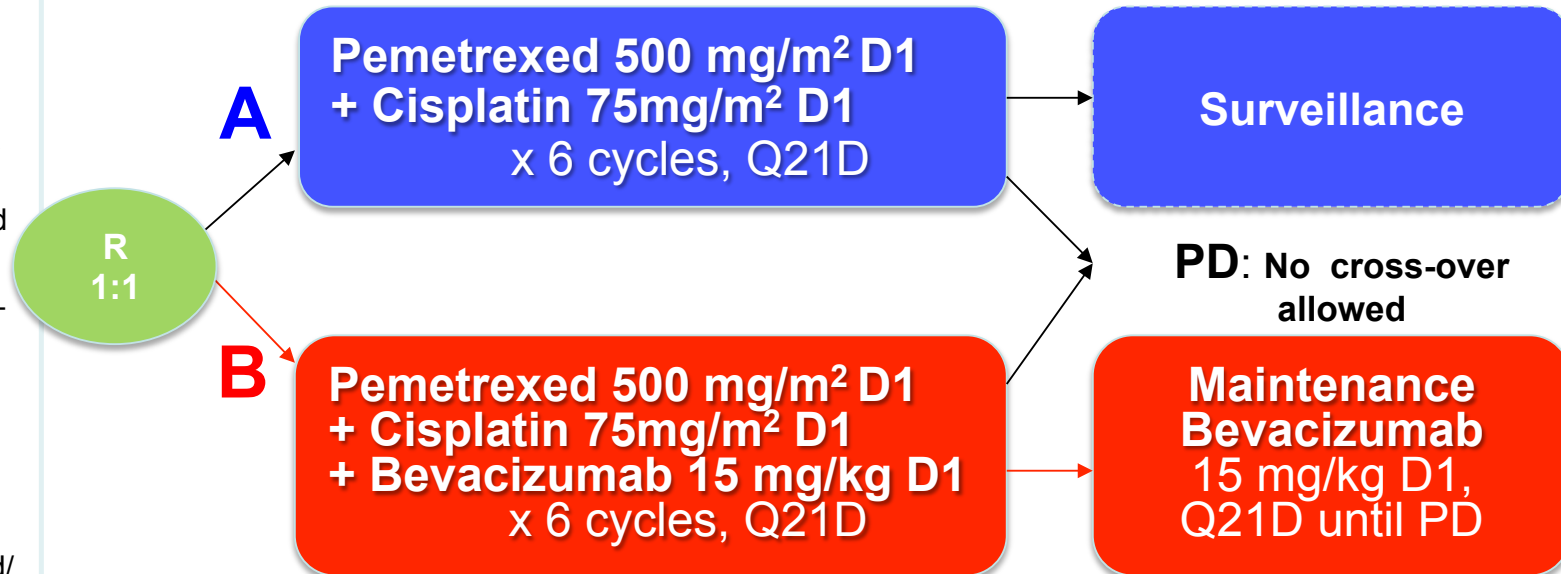 d
-
d/
R
1:1
A
Pemetrexed 500 mg/m² D1
+ Cisplatin 75mg/m² D1
x 6 cycles, Q21D
Surveillance
PD: No cross-over
allowed
B
Pemetrexed 500 mg/m² D1
+ Cisplatin 75mg/m² D1
+ Bevacizumab 15 mg/kg D1
x 6 cycles, Q21D
Maintenance
Bevacizumab
15 mg/kg D1,
Q21D until PD